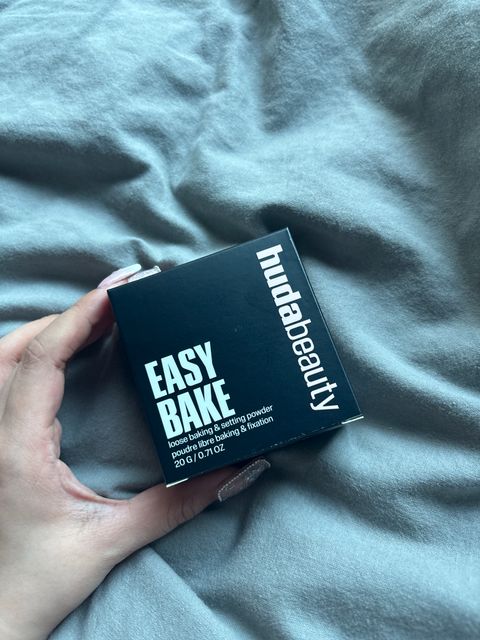 hudabeauty
EASY
BAKE
loose baking & setting powder
poudre libre baking & fixation
20 G / 0.71 OZ